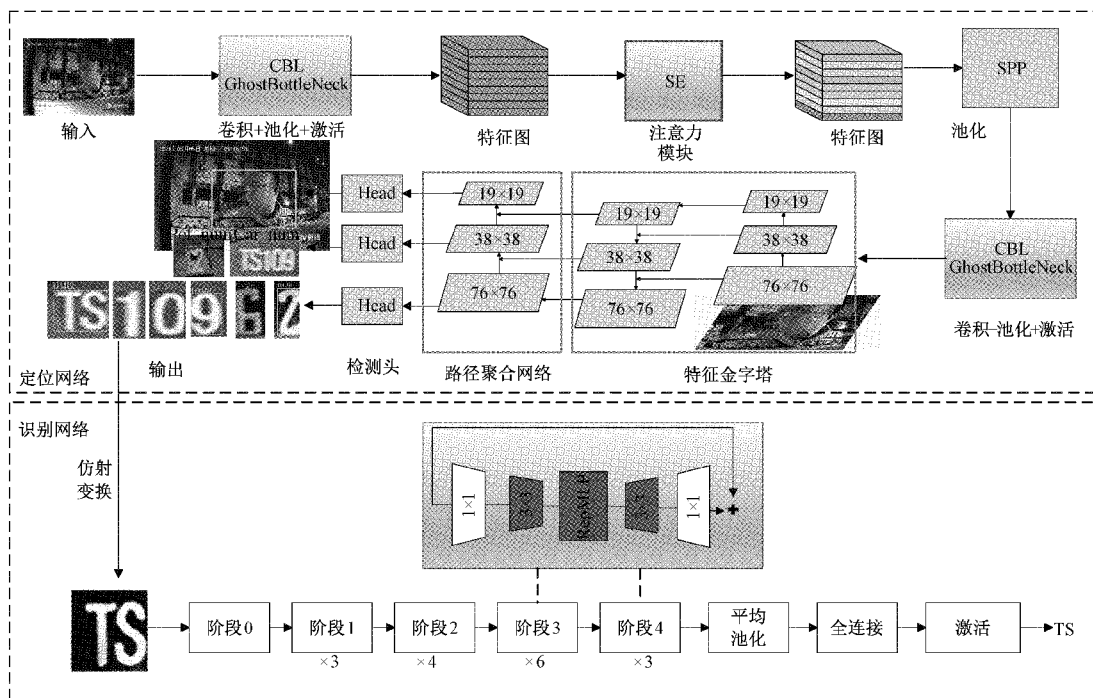 CBL
GhostBottleNeck
SE
SPP
输入
卷积+池化+激活
特征图
注意力
模块
特征图
池化
Head
19×19
19×19
19×19
Head
38×38
38×38
38×38
CBL
GhostBottleNeck
TS109
76×76
76×76
76×76
TS 1 0 9 6 2
Head
卷积+池化+激活
输出
检测头
路径聚合网络
特征金字塔
定位网络
识别网络
仿射
变换
1×1
3×3
RepMLP
3×3
1×1
+
TS
阶段0
阶段1
阶段2
阶段3
阶段4
平均
池化
全连接
激活
TS
×3
×4
×6
×3